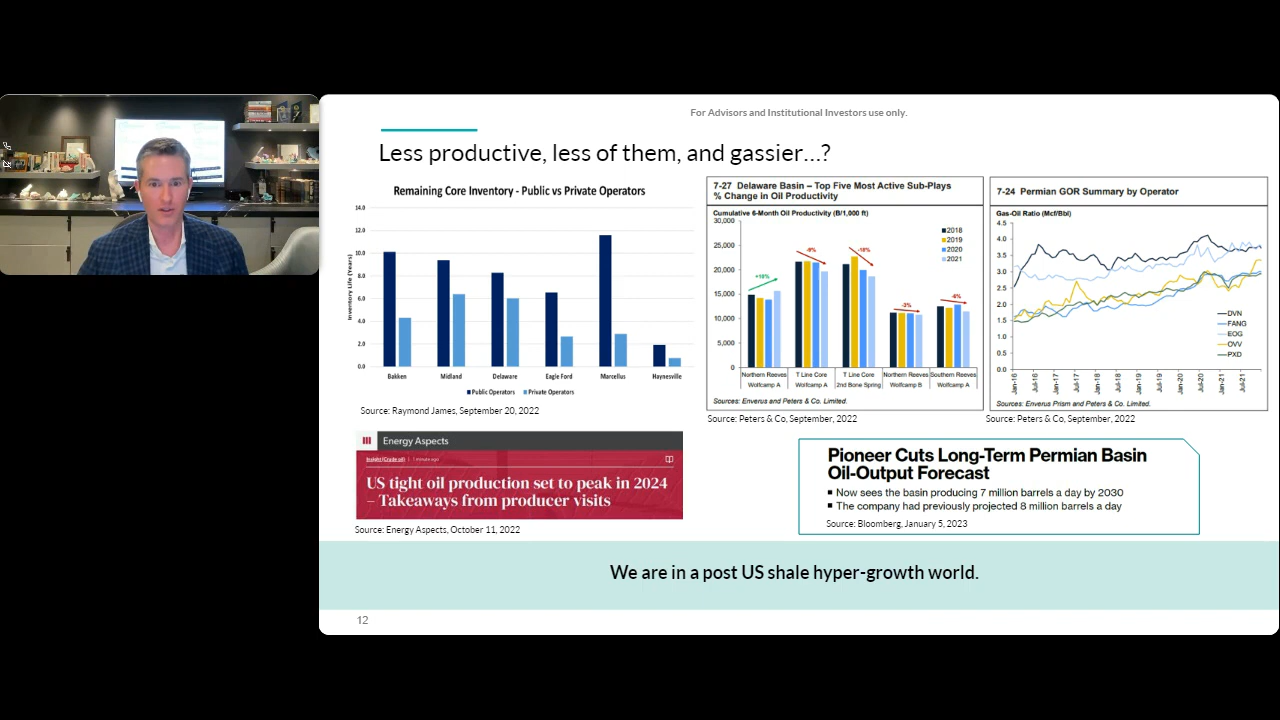 For Advisors and Institutional Investors use only.
Less productive, less of them, and gassier...?
Remaining Core Inventory - Public vs Private Operators
Inventory Life (Years)
14.0
12.0
10.0
8.0
6.0
4.0
2.0
0.0
Bakken Midland Delaware Eagle Ford Marcellus Haynesville
Public Operators Private Operators
Source: Raymond James, September 20, 2022
7-27 Delaware Basin – Top Five Most Active Sub-Plays
% Change in Oil Productivity
Cumulative 6-Month Oil Productivity (B/1,000 ft)
30,000
25,000
20,000
15,000
10,000
5,000
0
2018
2019
2020
2021
-9%
-18%
-3%
Northern Reeves T Line Core T Line Core Northern Reeves Southern Reeves
Wolfcamp A Wolfcamp A 2nd Bone Spring Wolfcamp B Wolfcamp A
Sources: Enverus and Peters & Co. Limited.
Source: Peters & Co, September, 2022
7-24 Permian GOR Summary by Operator
Gas-Oil Ratio (Mcf/Bbl)
4.5
4.0
3.5
3.0
2.5
2.0
1.5
1.0
0.5
0.0
DVN
FANG
EOG
OVV
PXD
Jan-16 Jul-16 Jan-17 Jul-17 Jan-18 Jul-18 Jan-19 Jul-19 Jan-20 Jul-20 Jan-21 Jul-21
Sources: Enverus Prism and Peters & Co. Limited.
Source: Peters & Co, September, 2022
Energy Aspects
Insight (Crude oil) | 1 minute ago
US tight oil production set to peak in 2024
– Takeaways from producer visits
Source: Energy Aspects, October 11, 2022
Pioneer Cuts Long-Term Permian Basin
Oil-Output Forecast
■ Now sees the basin producing 7 million barrels a day by 2030
■ The company had previously projected 8 million barrels a day
Source: Bloomberg, January 5, 2023
We are in a post US shale hyper-growth world.
12